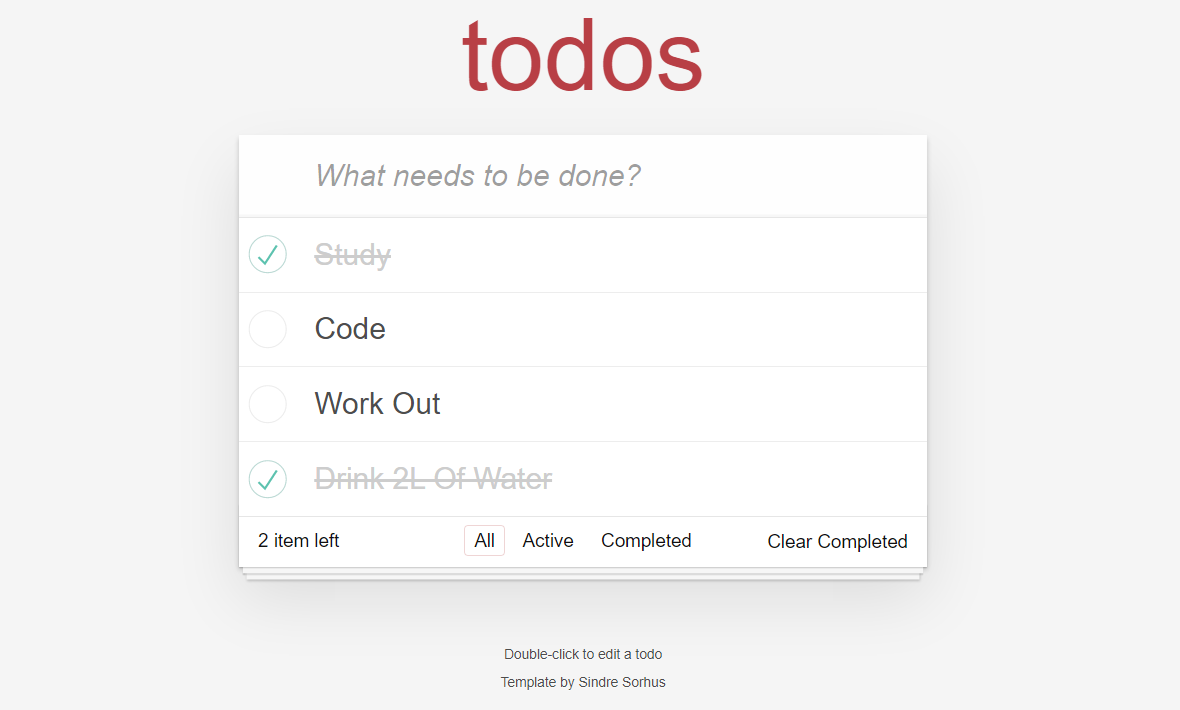 todos
What needs to be done?
Study
Code
Work Out
Drink 2L Of Water
2 item left All Active Completed Clear Completed
Double-click to edit a todo
Template by Sindre Sorhus